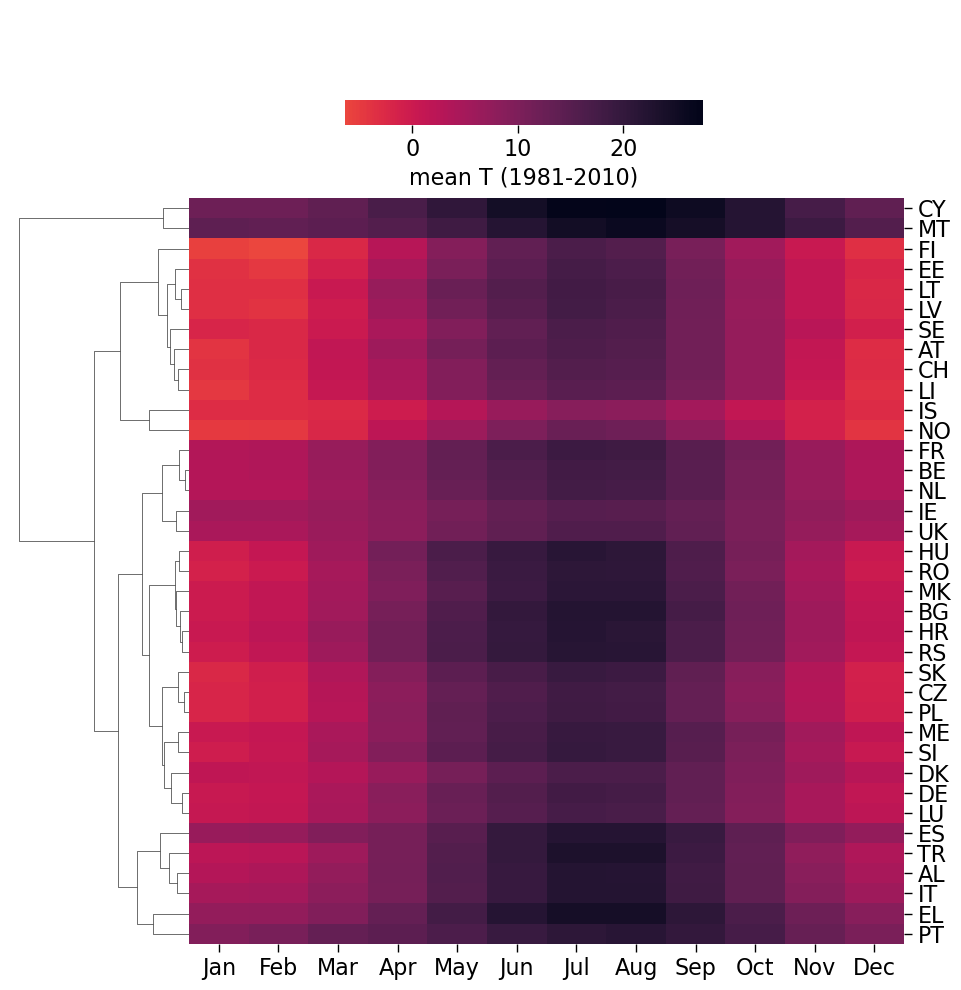 0 10 20
mean T (1981-2010)
CY
MT
FI
EE
LT
LV
SE
AT
CH
LI
IS
NO
FR
BE
NL
IE
UK
HU
RO
MK
BG
HR
RS
SK
CZ
PL
ME
SI
DK
DE
LU
ES
TR
AL
IT
EL
PT
Jan Feb Mar Apr May Jun Jul Aug Sep Oct Nov Dec